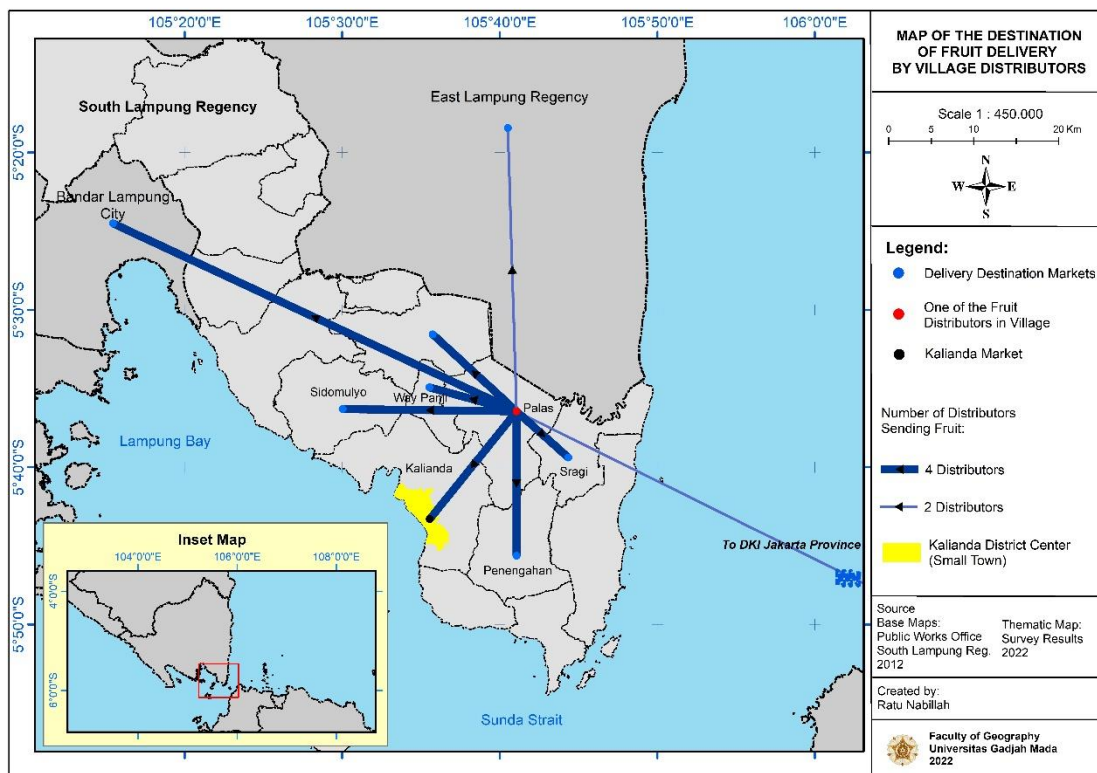 105°20'0"E
105°30'0"E
105°40'0"E
105°50'0"E
106°0'0"E
5°20'0"S
5°30'0"S
5°40'0"S
5°50'0"S
South Lampung Regency
East Lampung Regency
Bandar Lampung
City
Sidomulyo
Way Panji
Palas
Lampung Bay
Kalianda
Sragi
To DKI Jakarta Province
Penengahan
Sunda Strait
Inset Map
104°0'0"E
106°0'0"E
108°0'0"E
4°0'0"S
6°0'0"S
MAP OF THE DESTINATION
OF FRUIT DELIVERY
BY VILLAGE DISTRIBUTORS
Scale 1 : 450.000
0 5 10 20 Km
N
W E
S
Legend:
Delivery Destination Markets
One of the Fruit
Distributors in Village
Kalianda Market
Number of Distributors
Sending Fruit:
4 Distributors
2 Distributors
Kalianda District Center
(Small Town)
Source
Base Maps:
Public Works Office
South Lampung Reg.
2012
Thematic Map:
Survey Results
2022
Created by:
Ratu Nabillah
Faculty of Geography
Universitas Gadjah Mada
2022